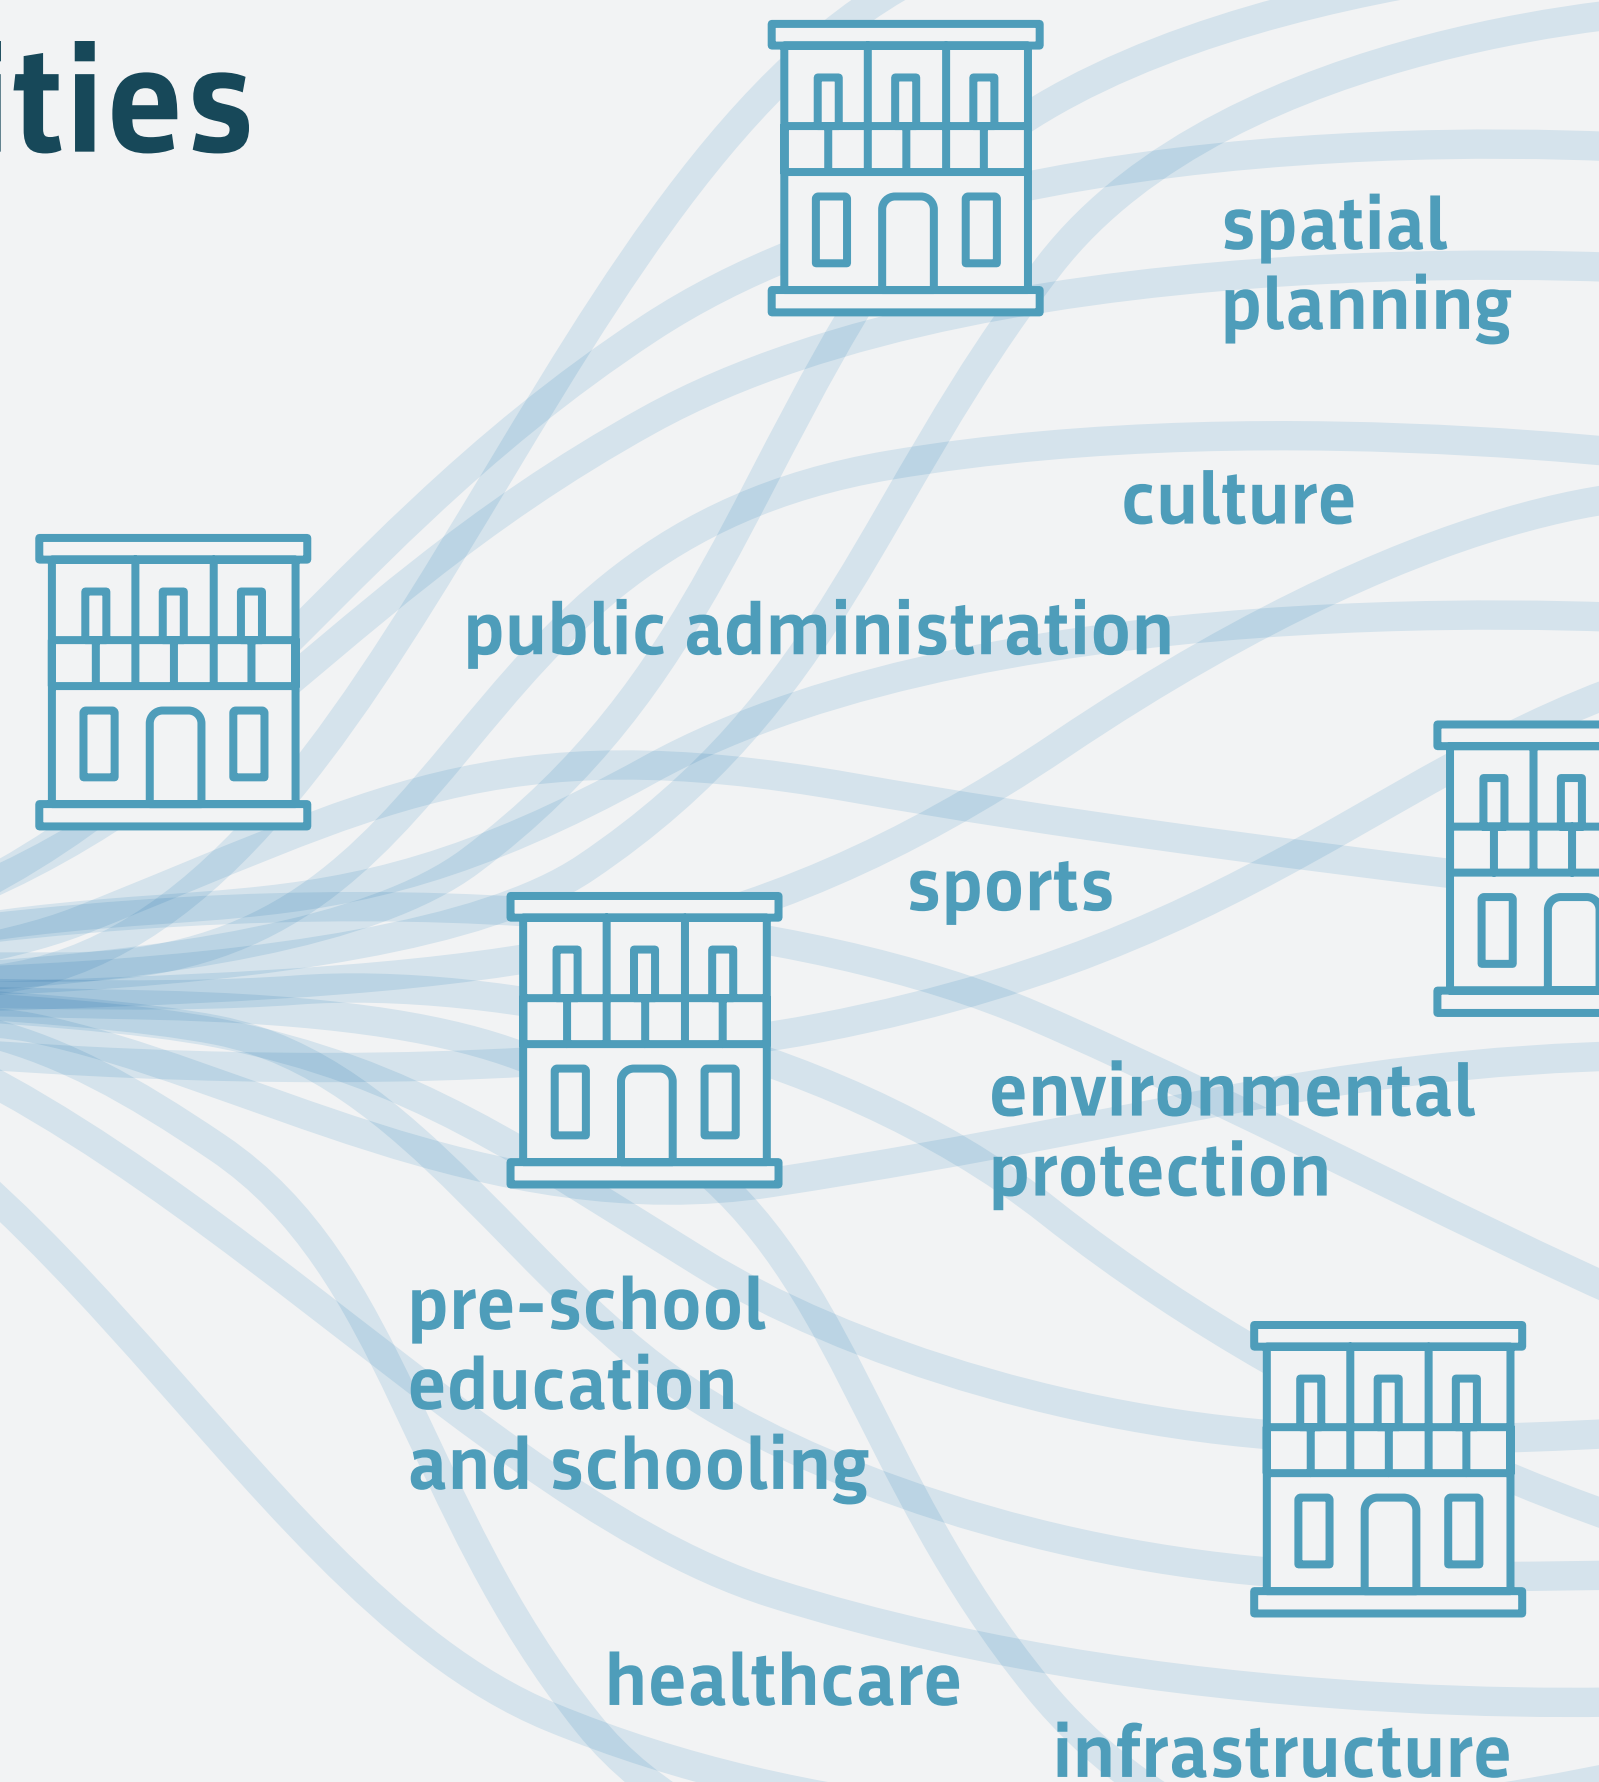 ities
spatial
planning
culture
public administration
sports
environmental
protection
pre-school
education
and schooling
healthcare
infrastructure